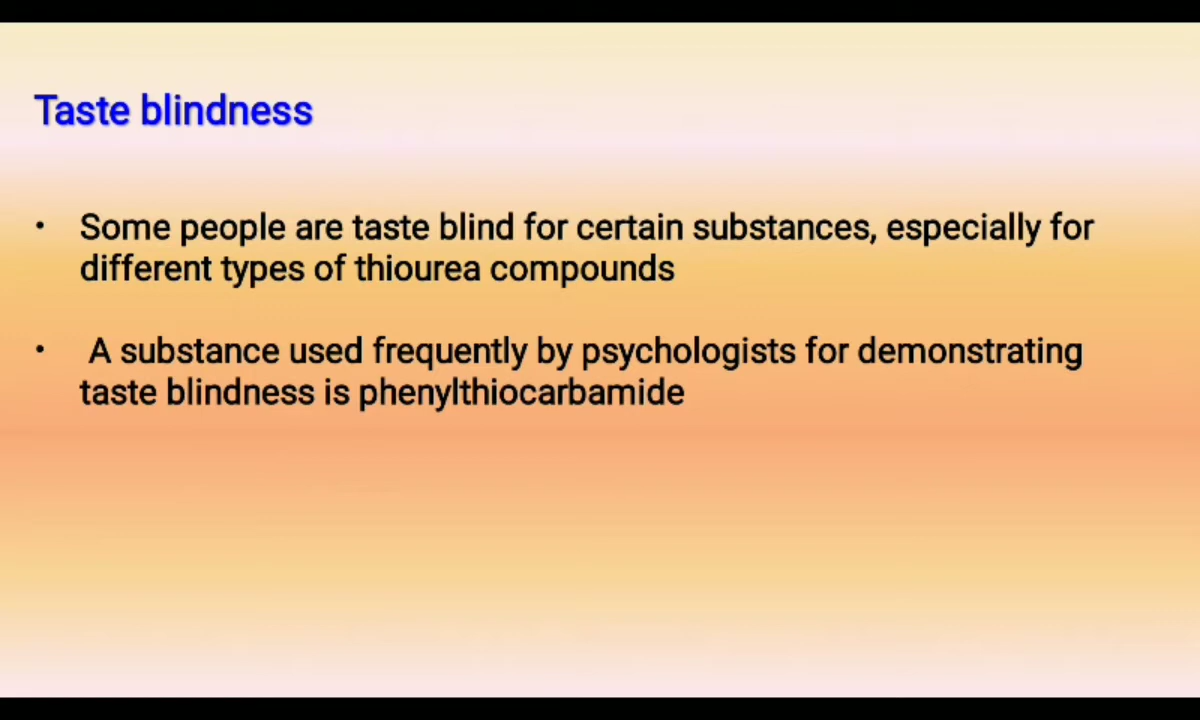 Taste blindness
• Some people are taste blind for certain substances, especially for
different types of thiourea compounds
• A substance used frequently by psychologists for demonstrating
taste blindness is phenylthiocarbamide